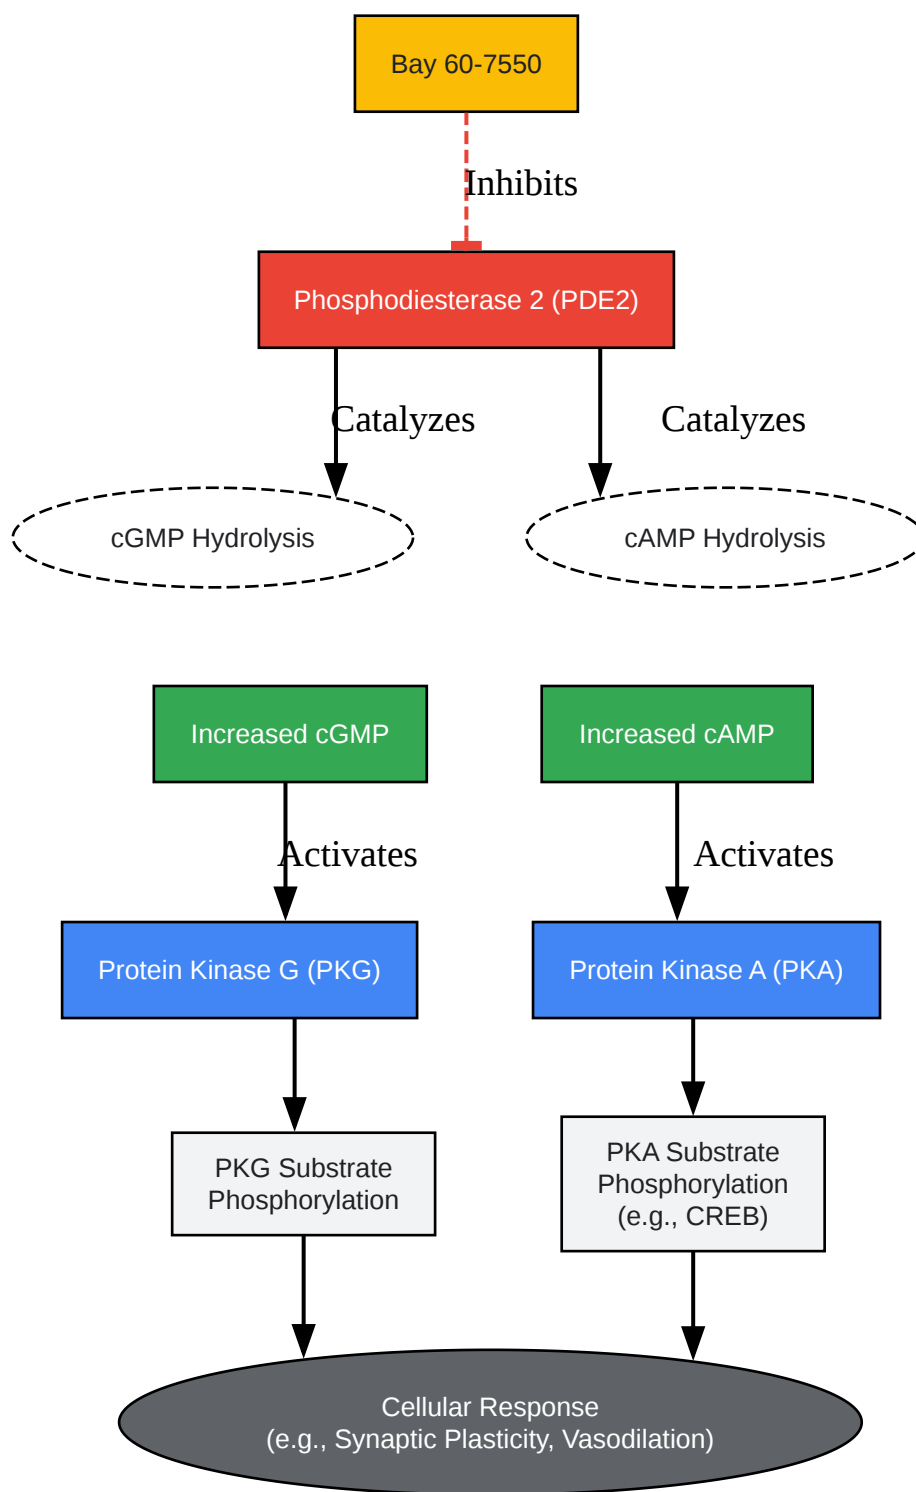 Bay 60-7550
Inhibits
Phosphodiesterase 2 (PDE2)
Catalyzes
Catalyzes
cGMP Hydrolysis
cAMP Hydrolysis
Increased cGMP
Increased cAMP
Activates
Activates
Protein Kinase G (PKG)
Protein Kinase A (PKA)
PKG Substrate
Phosphorylation
PKA Substrate
Phosphorylation
(e.g., CREB)
Cellular Response
(e.g., Synaptic Plasticity, Vasodilation)